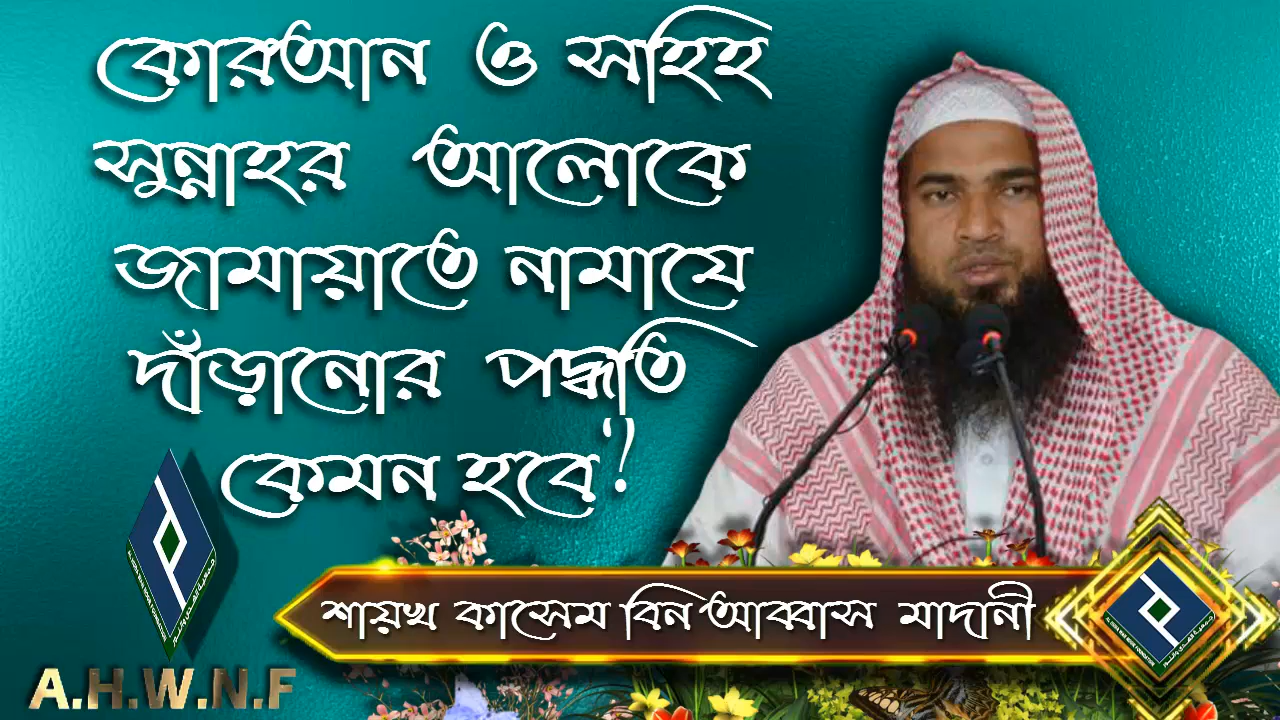 কোরআন ও সহিহ
সুন্নাহর আলোকে
জামায়াতে নামাযে
দাঁড়ানোর পদ্ধতি
কেমন হবে?
শায়খ কাসেম বিন আব্বাস মাদানী
A.H.W.N.F